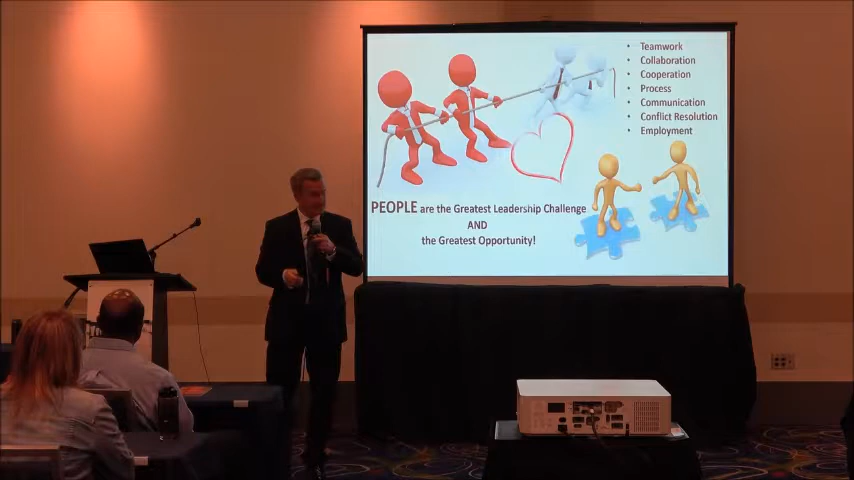 • Teamwork
• Collaboration
• Cooperation
• Process
• Communication
• Conflict Resolution
• Employment
PEOPLE are the Greatest Leadership Challenge
AND
the Greatest Opportunity!